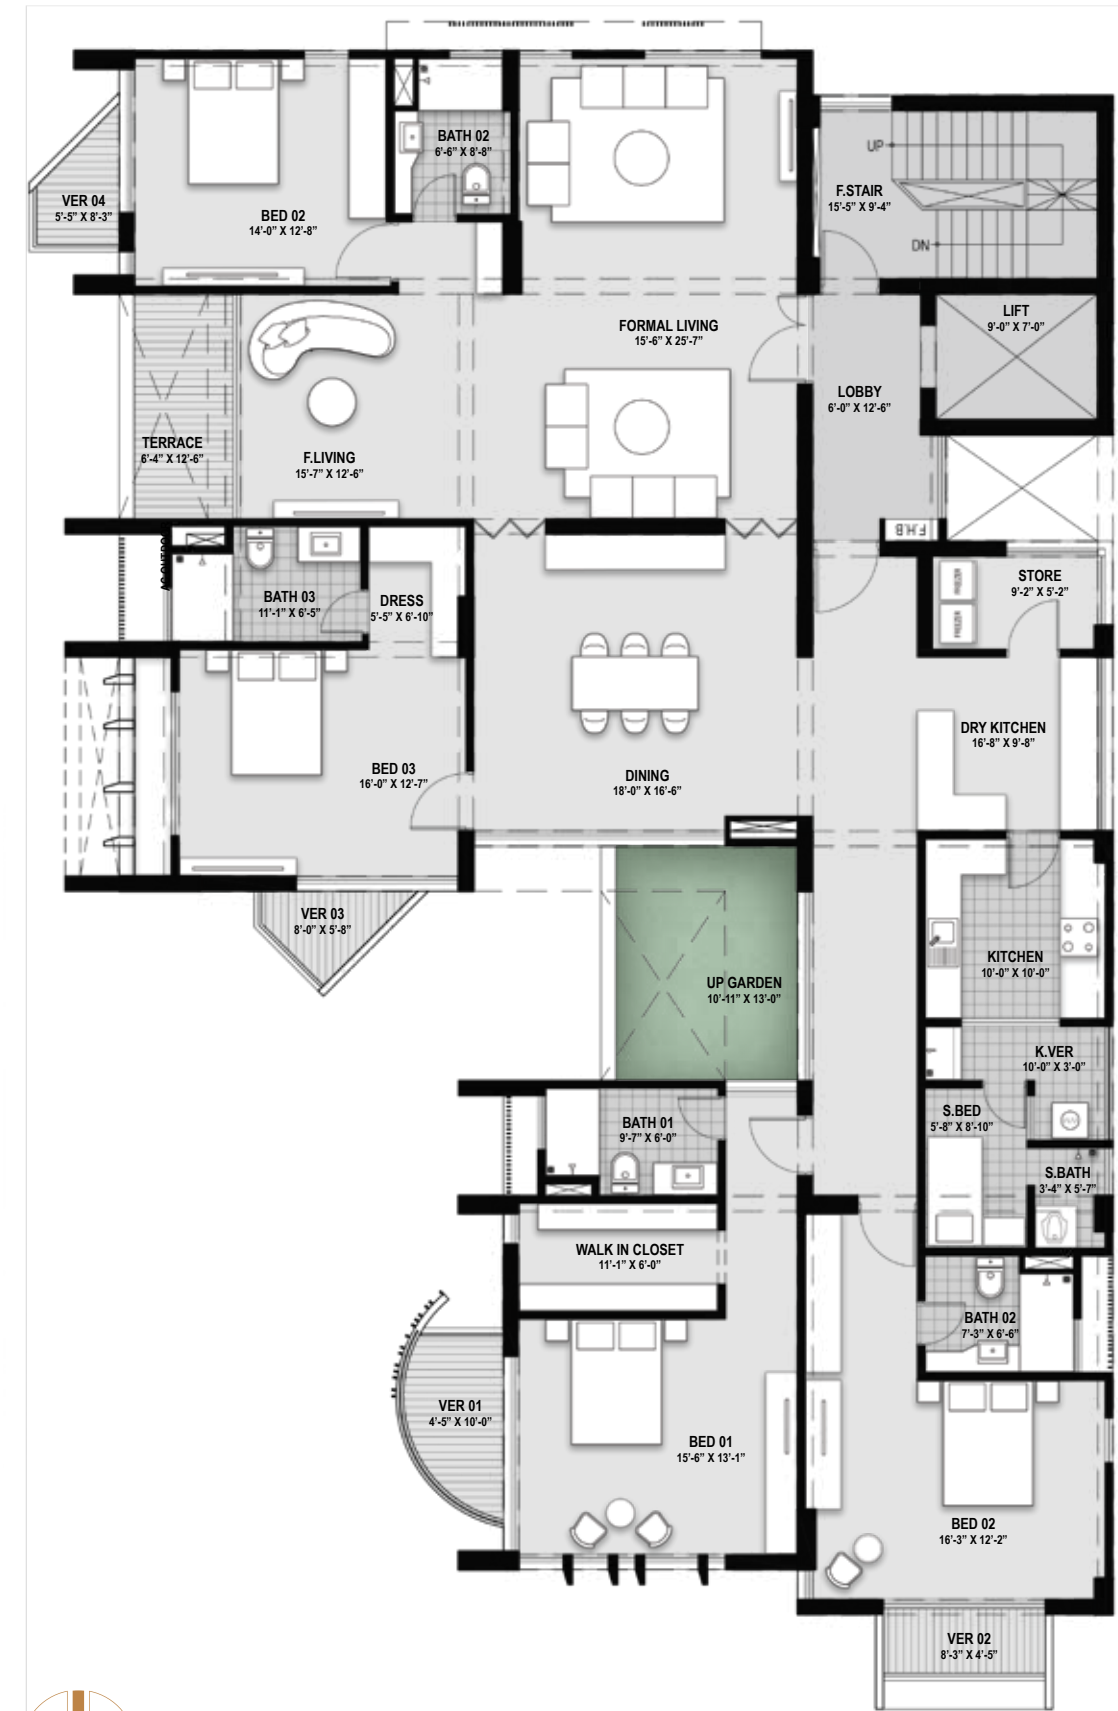 BATH 02
6'-6" X 8'-8"
UP
F.STAIR
15'-5" X 9'-4"
VER 04
5'-5" X 8'-3"
BED 02
14'-0" X 12'-8"
DN
LIFT
9'-0" X 7'-0"
FORMAL LIVING
15'-6" X 25'-7"
LOBBY
6'-0" X 12'-6"
TERRACE
6'-4" X 12'-6"
F.LIVING
15'-7" X 12'-6"
F.H.B
AC OUTDO
STORE
9'-2" X 5'-2"
FREEZER
FREEZER
BATH 03
11'-1" X 6'-5"
DRESS
5'-5" X 6'-10"
DRY KITCHEN
16'-8" X 9'-8"
BED 03
16'-0" X 12'-7"
DINING
18'-0" X 16'-6"
VER 03
8'-0" X 5'-8"
KITCHEN
10'-0" X 10'-0"
UP GARDEN
10'-11" X 13'-0"
K.VER
10'-0" X 3'-0"
S.BED
5'-8" X 8'-10"
BATH 01
9'-7" X 6'-0"
S.BATH
3'-4" X 5'-7"
WALK IN CLOSET
11'-1" X 6'-0"
BATH 02
7'-3" X 6'-6"
VER 01
4'-5" X 10'-0"
BED 01
15'-6" X 13'-1"
BED 02
16'-3" X 12'-2"
VER 02
8'-3" X 4'-5"